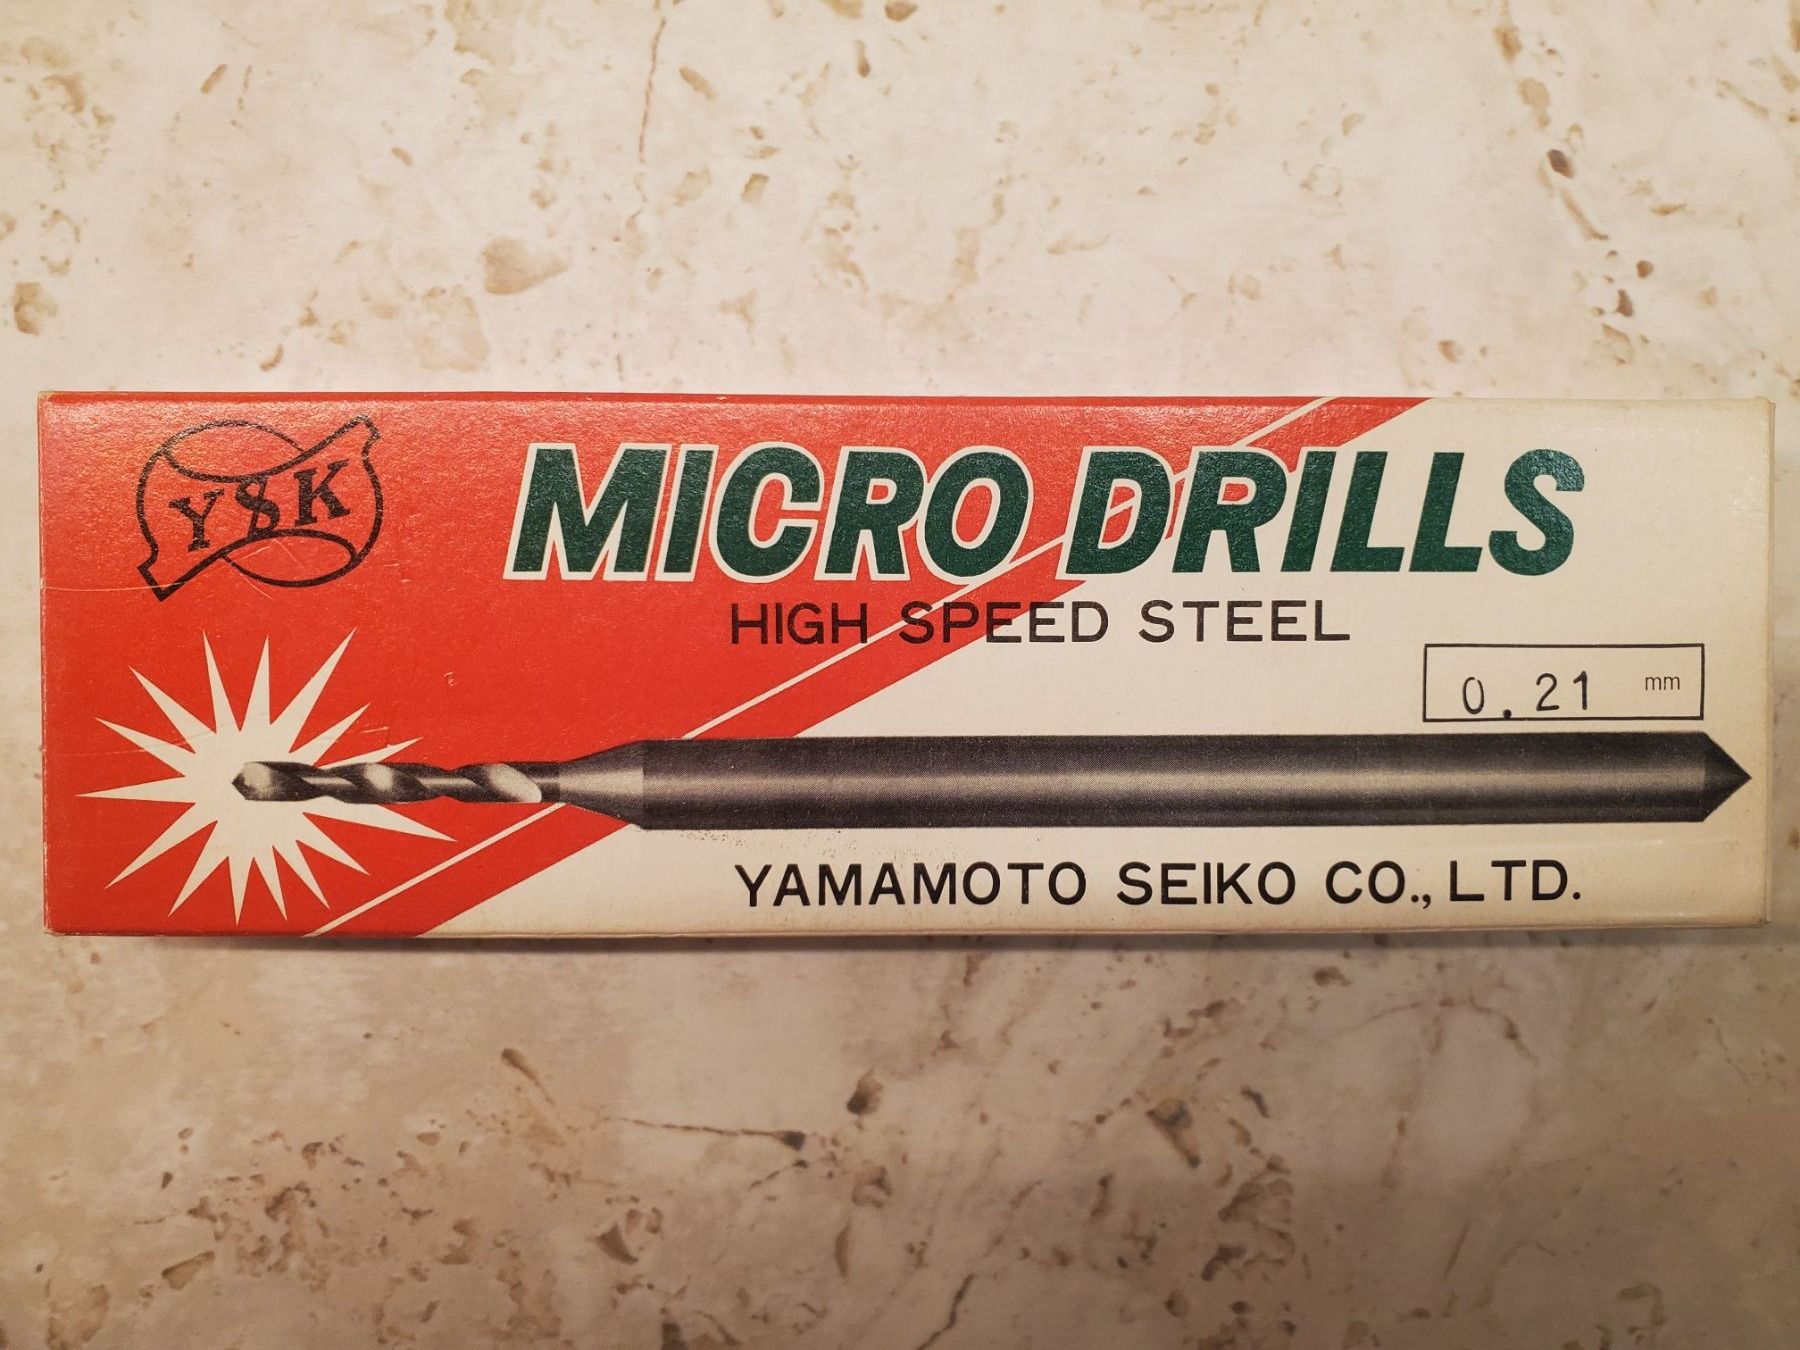 YSK
MICRO DRILLS
HIGH SPEED STEEL
0.21 mm
YAMAMOTO SEIKO CO., LTD.